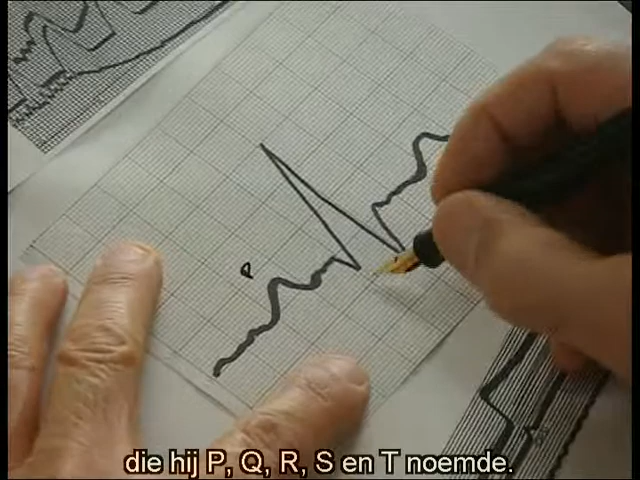 P
die hij P, Q, R, S en T noemde.